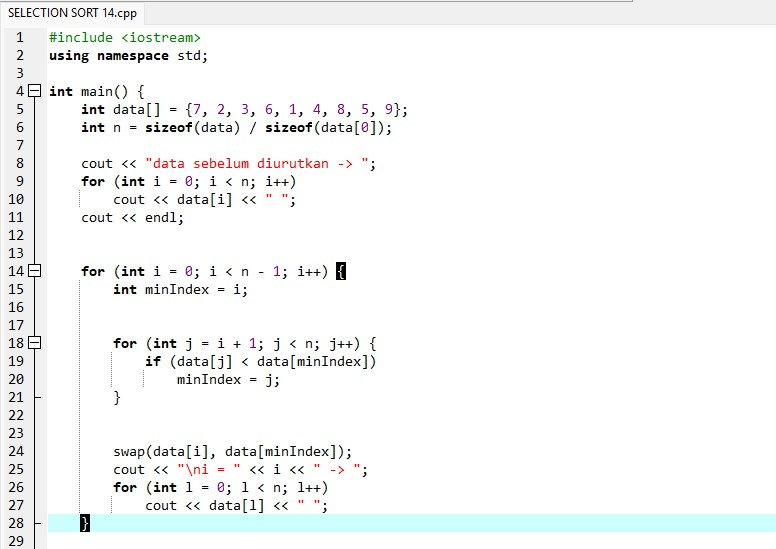 SELECTION SORT 14.cpp
1 #include <iostream>
2 using namespace std;
3
4 int main() {
5 int data[] = {7, 2, 3, 6, 1, 4, 8, 5, 9};
6 int n = sizeof(data) / sizeof(data[0]);
7
8 cout << "data sebelum diurutkan -> ";
9 for (int i = 0; i < n; i++)
10 cout << data[i] << " ";
11 cout << endl;
12
13
14 for (int i = 0; i < n - 1; i++) {
15 int minIndex = i;
16
17
18 for (int j = i + 1; j < n; j++) {
19 if (data[j] < data[minIndex])
20 minIndex = j;
21 }
22
23
24 swap(data[i], data[minIndex]);
25 cout << "\ni = " << i << " -> ";
26 for (int l = 0; l < n; l++)
27 cout << data[l] << " ";
28 }
29